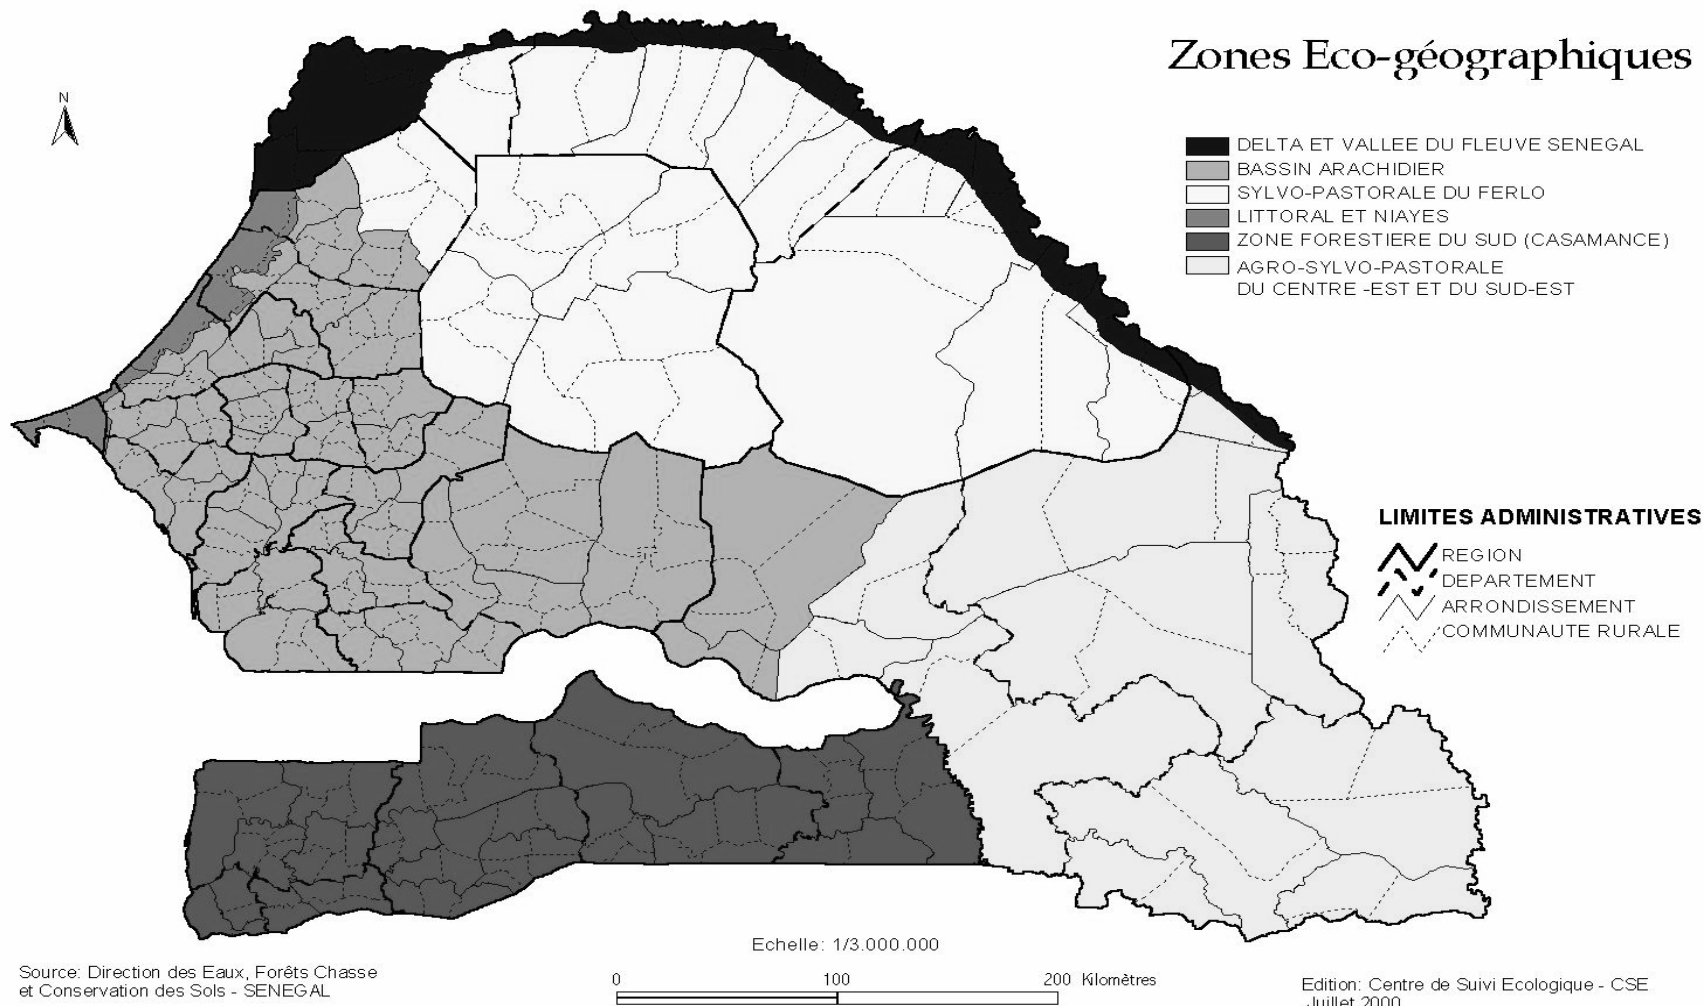 Zones Eco-géographiques
N
DELTA ET VALLEE DU FLEUVE SENEGAL
BASSIN ARACHIDIER
SYLVO-PASTORALE DU FERLO
LITTORAL ET NIAYES
ZONE FORESTIERE DU SUD (CASAMANCE)
AGRO-SYLVO-PASTORALE
DU CENTRE -EST ET DU SUD-EST
LIMITES ADMINISTRATIVES
REGION
DEPARTEMENT
ARRONDISSEMENT
COMMUNAUTE RURALE
Echelle: 1/3.000.000
0 100 200 Kilomètres
Source: Direction des Eaux, Forêts Chasse
et Conservation des Sols - SENEGAL
Edition: Centre de Suivi Ecologique - CSE
Juillet 2000